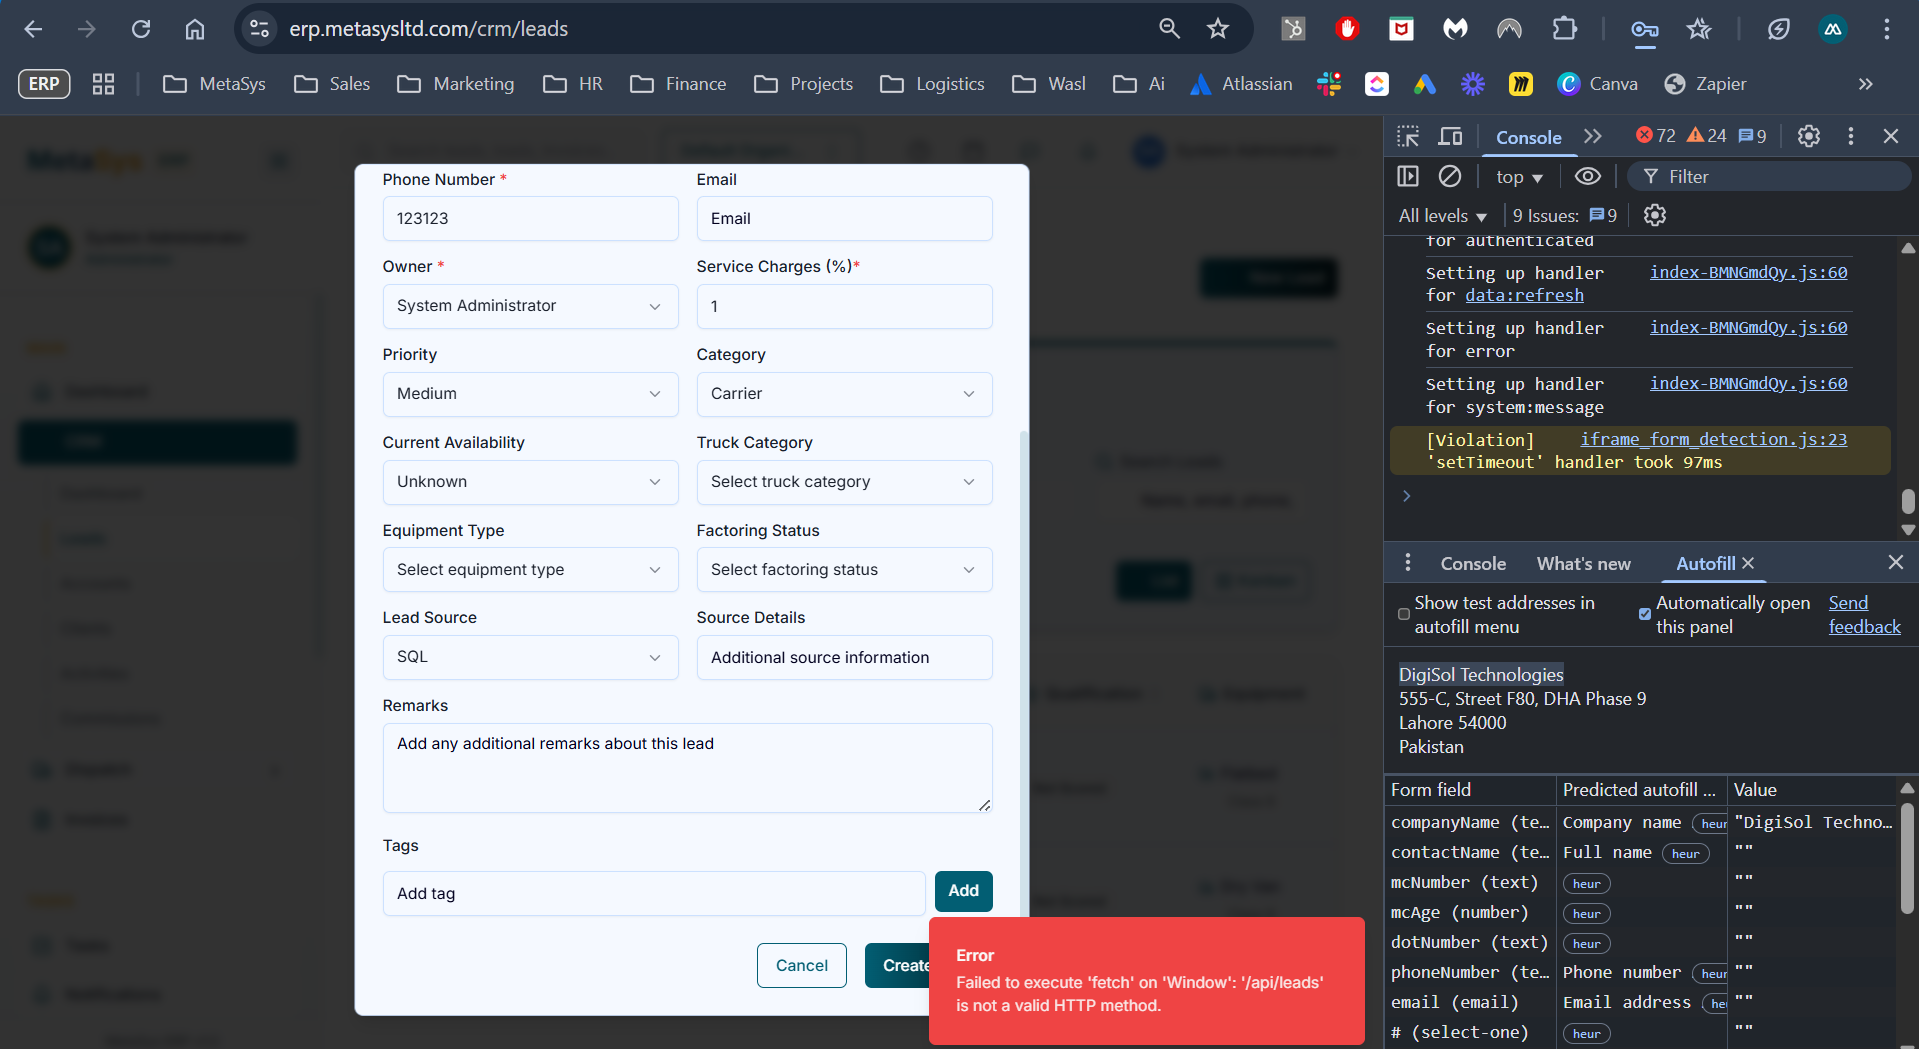 erp.metasysltd.com/crm/leads
ERP
MetaSys
Sales
Marketing
HR
Finance
Projects
Logistics
Wasl
Ai
Atlassian
Canva
Zapier
Phone Number *
123123
Email
Email
Owner *
System Administrator
Service Charges (%)*
1
Priority
Medium
Category
Carrier
Current Availability
Unknown
Truck Category
Select truck category
Equipment Type
Select equipment type
Factoring Status
Select factoring status
Lead Source
SQL
Source Details
Additional source information
Remarks
Add any additional remarks about this lead
Tags
Add tag
Add
Cancel
Create
Error
Failed to execute 'fetch' on 'Window': '/api/leads'
is not a valid HTTP method.
Console
72
24
9
top
Filter
All levels
9 Issues:
9
for authenticated
Setting up handler index-BMNGmdQy.js:60
for data:refresh
Setting up handler index-BMNGmdQy.js:60
for error
Setting up handler index-BMNGmdQy.js:60
for system:message
[Violation] iframe_form_detection.js:23
'setTimeout' handler took 97ms
Console
What's new
Autofill
Show test addresses in
autofill menu
Automatically open
this panel
Send
feedback
DigiSol Technologies
555-C, Street F80, DHA Phase 9
Lahore 54000
Pakistan
Form field Predicted autofill ... Value
companyName (te… Company name heur "DigiSol Techno…
contactName (te… Full name heur ""
mcNumber (text) heur ""
mcAge (number) heur ""
dotNumber (text) heur ""
phoneNumber (te… Phone number heur ""
email (email) Email address he ""
# (select-one) heur ""